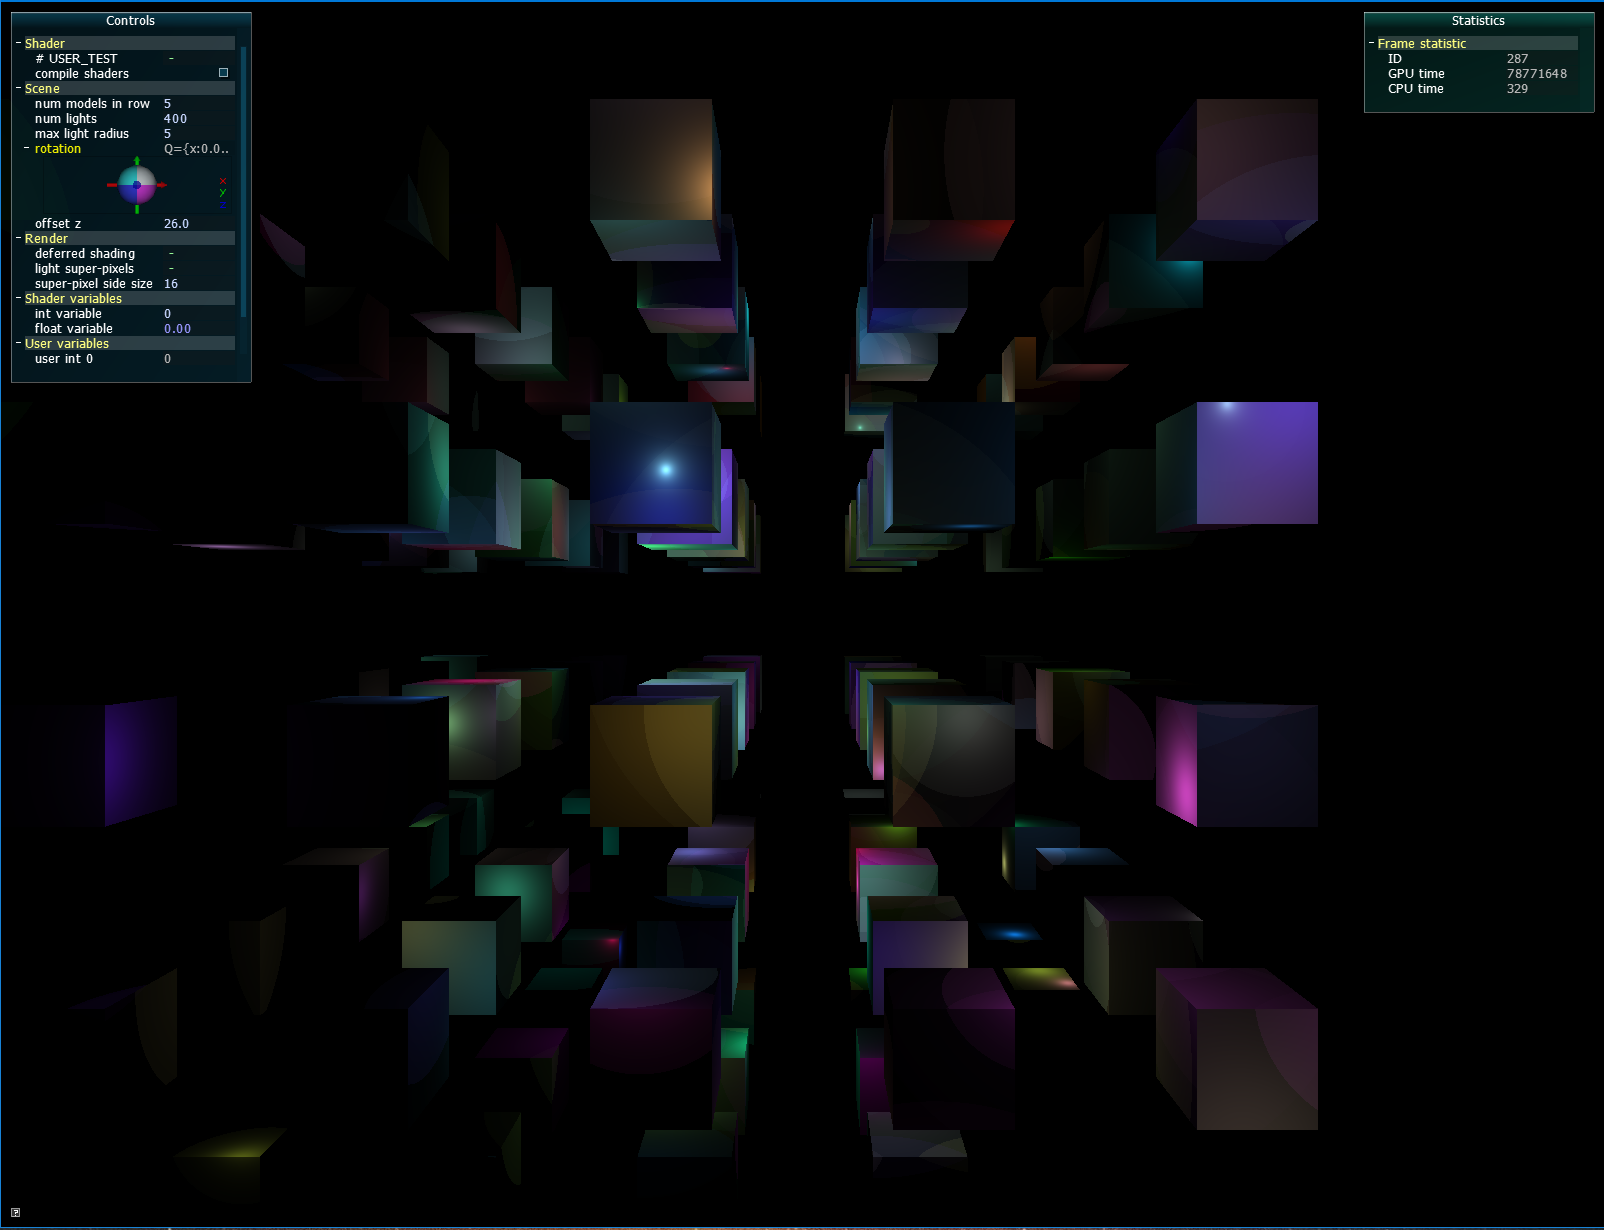 Controls
Shader
# USER_TEST -
compile shaders
Scene
num models in row 5
num lights 400
max light radius 5
rotation Q={x:0.0..
x
y
offset z 26.0
Render
deferred shading -
light super-pixels -
super-pixel side size 16
Shader variables
int variable 0
float variable 0.00
User variables
user int 0 0
Statistics
Frame statistic
ID 287
GPU time 78771648
CPU time 329
?